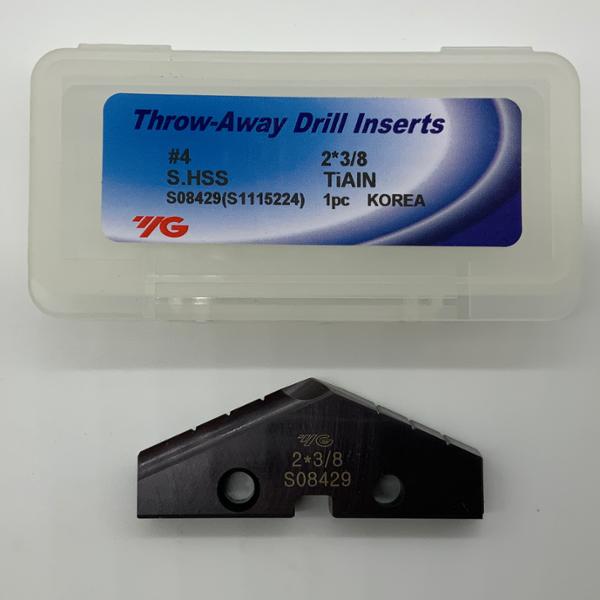 Throw-Away Drill Inserts
#4 2*3/8
S.HSS TiAlN
S08429(S1115224) 1pc KOREA
YG
YG
2*3/8
S08429